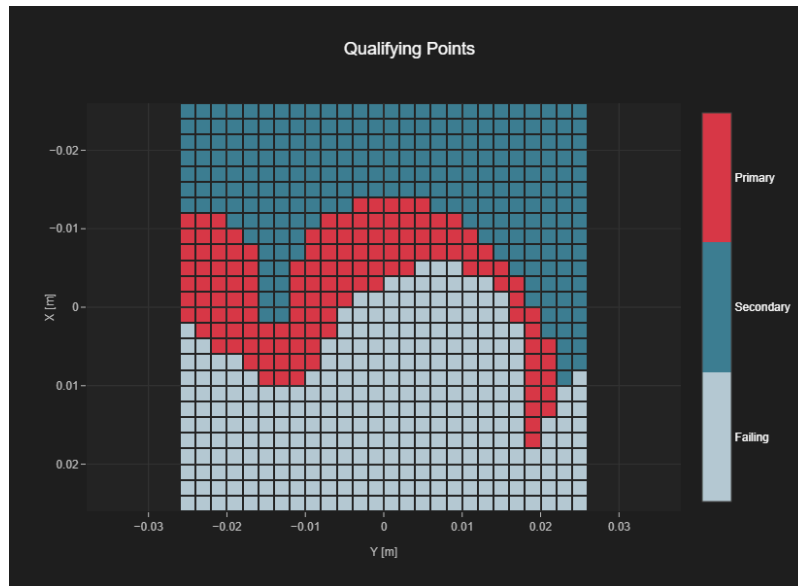 Qualifying Points
−0.02
−0.01
0
0.01
0.02
X [m]
−0.03
−0.02
−0.01
0
0.01
0.02
0.03
Y [m]
Primary
Secondary
Failing